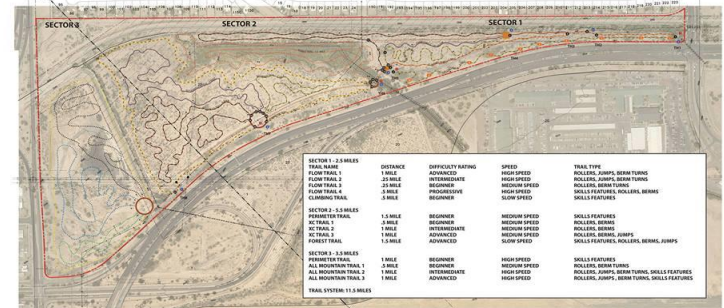 SECTOR 3
SECTOR 2
SECTOR 1
SECTOR 1 - 2.5 MILES
TRAIL NAME DISTANCE DIFFICULTY RATING SPEED TRAIL TYPE
FLOW TRAIL 1 1 MILE ADVANCED HIGH SPEED ROLLERS, JUMPS, BERM TURNS
FLOW TRAIL 2 .25 MILE INTERMEDIATE HIGH SPEED ROLLERS, JUMPS, BERM TURNS
FLOW TRAIL 3 .25 MILE BEGINNER MEDIUM SPEED ROLLERS, BERM TURNS
FLOW TRAIL 4 .5 MILE PROGRESSIVE HIGH SPEED SKILLS FEATURES, ROLLERS, BERMS
CLIMBING TRAIL .5 MILE BEGINNER SLOW SPEED SKILLS FEATURES
SECTOR 2 - 5.5 MILES
PERIMETER TRAIL 1.5 MILE BEGINNER MEDIUM SPEED SKILLS FEATURES
XC TRAIL 1 .5 MILE BEGINNER MEDIUM SPEED ROLLERS, BERMS
XC TRAIL 2 1 MILE INTERMEDIATE MEDIUM SPEED ROLLERS, BERMS
XC TRAIL 3 1 MILE ADVANCED HIGH SPEED ROLLERS, BERMS, JUMPS
FOREST TRAIL 1.5 MILE ADVANCED SLOW SPEED SKILLS FEATURES, ROLLERS, BERMS, JUMPS
SECTOR 3 - 3.5 MILES
PERIMETER TRAIL 1 MILE BEGINNER HIGH SPEED SKILLS FEATURES
ALL MOUNTAIN TRAIL 1 .5 MILE BEGINNER MEDIUM SPEED ROLLERS, BERM TURNS
ALL MOUNTAIN TRAIL 2 1 MILE INTERMEDIATE HIGH SPEED ROLLERS, JUMPS, BERM TURNS, SKILLS FEATURES
ALL MOUNTAIN TRAIL 3 1 MILE ADVANCED HIGH SPEED ROLLERS, JUMPS , BERM TURNS, SKILLS FEATURES
TRAIL SYSTEM: 11.5 MILES